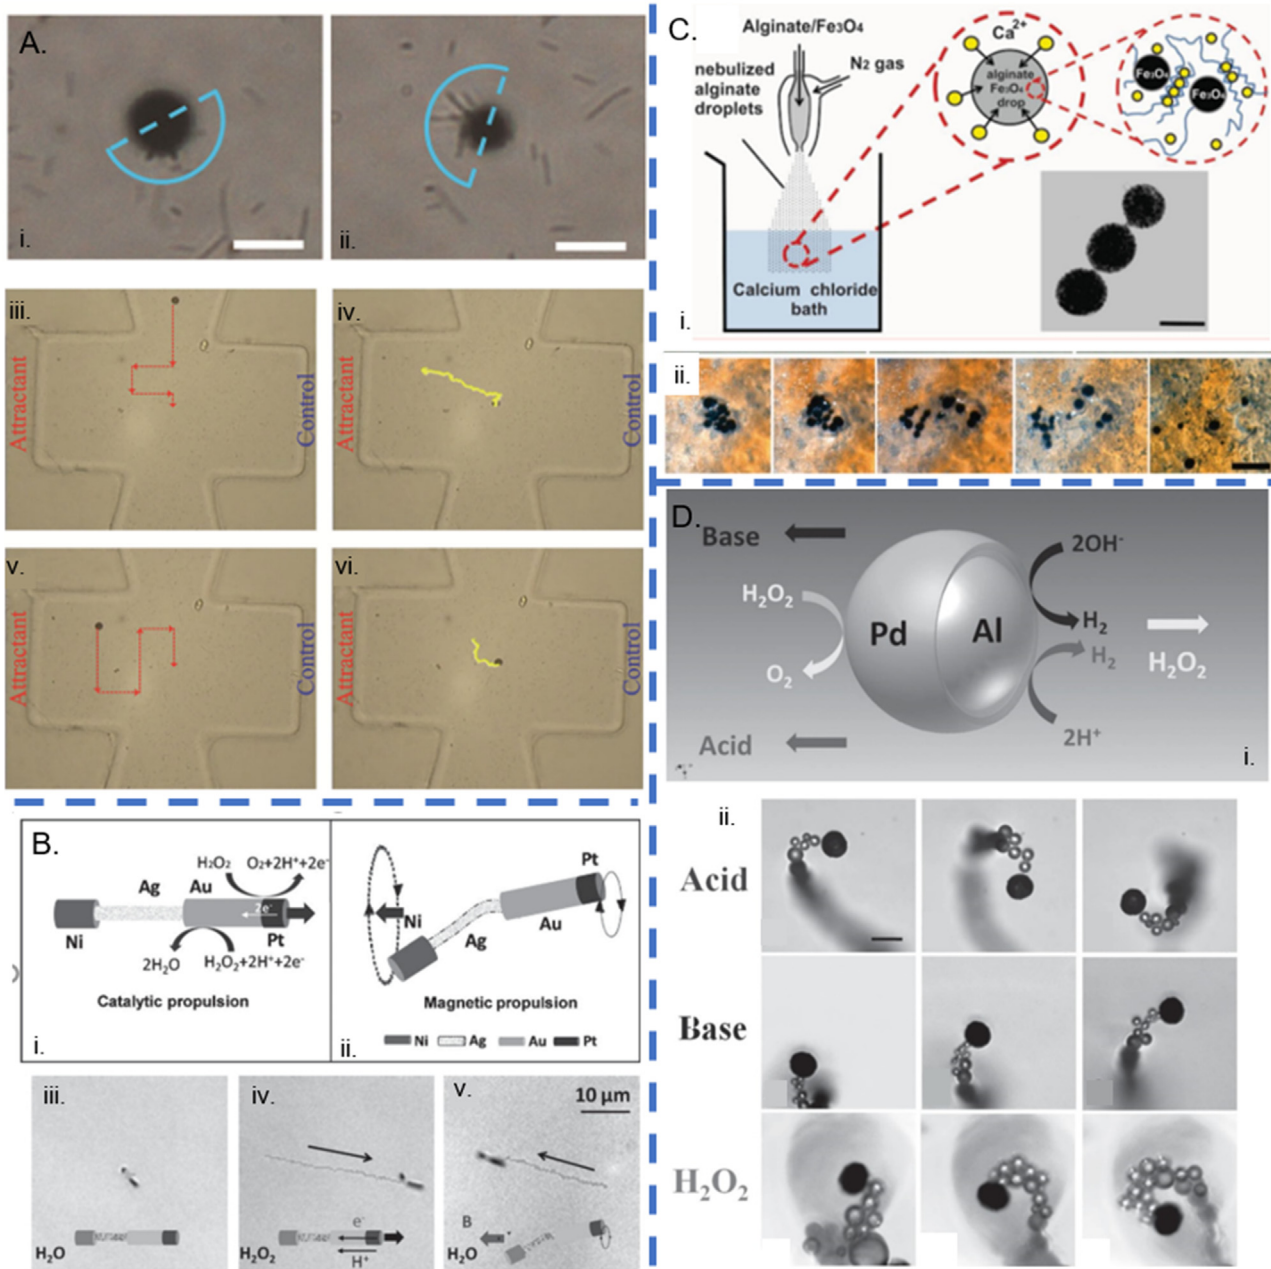 A.
i.
ii.
iii.
Attractant
Control
iv.
Attractant
Control
v.
Attractant
Control
vi.
Attractant
Control
B.
H₂O₂
O₂+2H⁺+2e⁻
Ag
Au
2e⁻
Ni
Pt
2H₂O
H₂O₂+2H⁺+2e⁻
Catalytic propulsion
i.
Pt
Ni
Ag
Au
Magnetic propulsion
ii.
Ni
Ag
Au
Pt
iii.
H₂O
iv.
e⁻
H₂O₂
H⁺
v.
10 µm
B
H₂O
C.
Alginate/Fe3O4
nebulized
alginate
droplets
N2 gas
Ca²⁺
alginate
Fe₃O₄
drop
Fe₃O₄
Fe₃O₄
Calcium chloride
bath
i.
ii.
D.
Base
2OH⁻
H₂O₂
Pd
Al
H₂
H₂
O₂
H₂O₂
Acid
2H⁺
i.
ii.
Acid
Base
H₂O₂